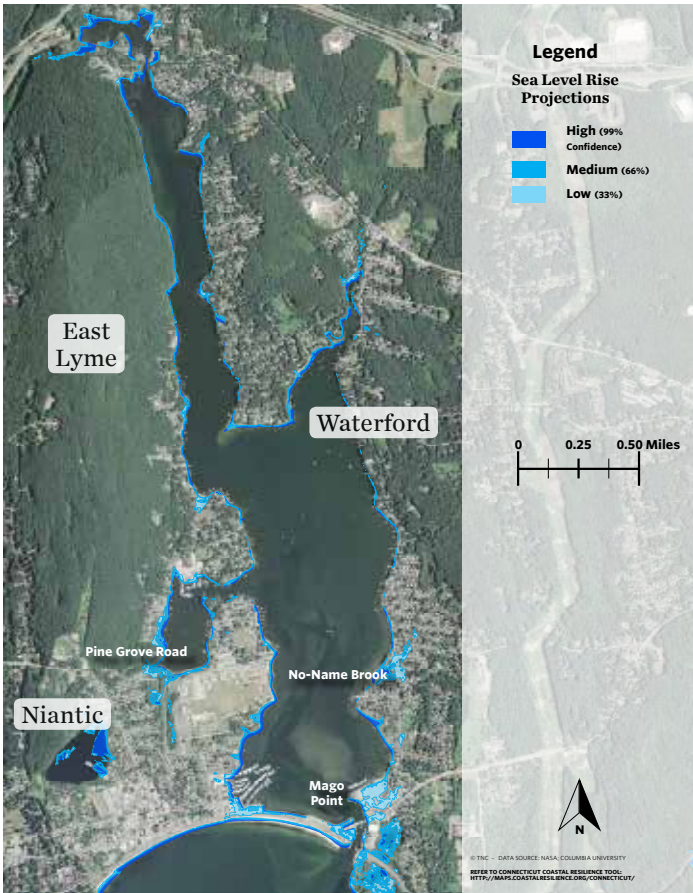 Legend
Sea Level Rise
Projections
High (99%
Confidence)
Medium (66%)
Low (33%)
East
Lyme
Waterford
0 0.25 0.50 Miles
Pine Grove Road
No-Name Brook
Niantic
Mago
Point
N
© TNC – DATA SOURCE: NASA; COLUMBIA UNIVERSITY
REFER TO CONNECTICUT COASTAL RESILIENCE TOOL:
HTTP://MAPS.COASTALRESILIENCE.ORG/CONNECTICUT/